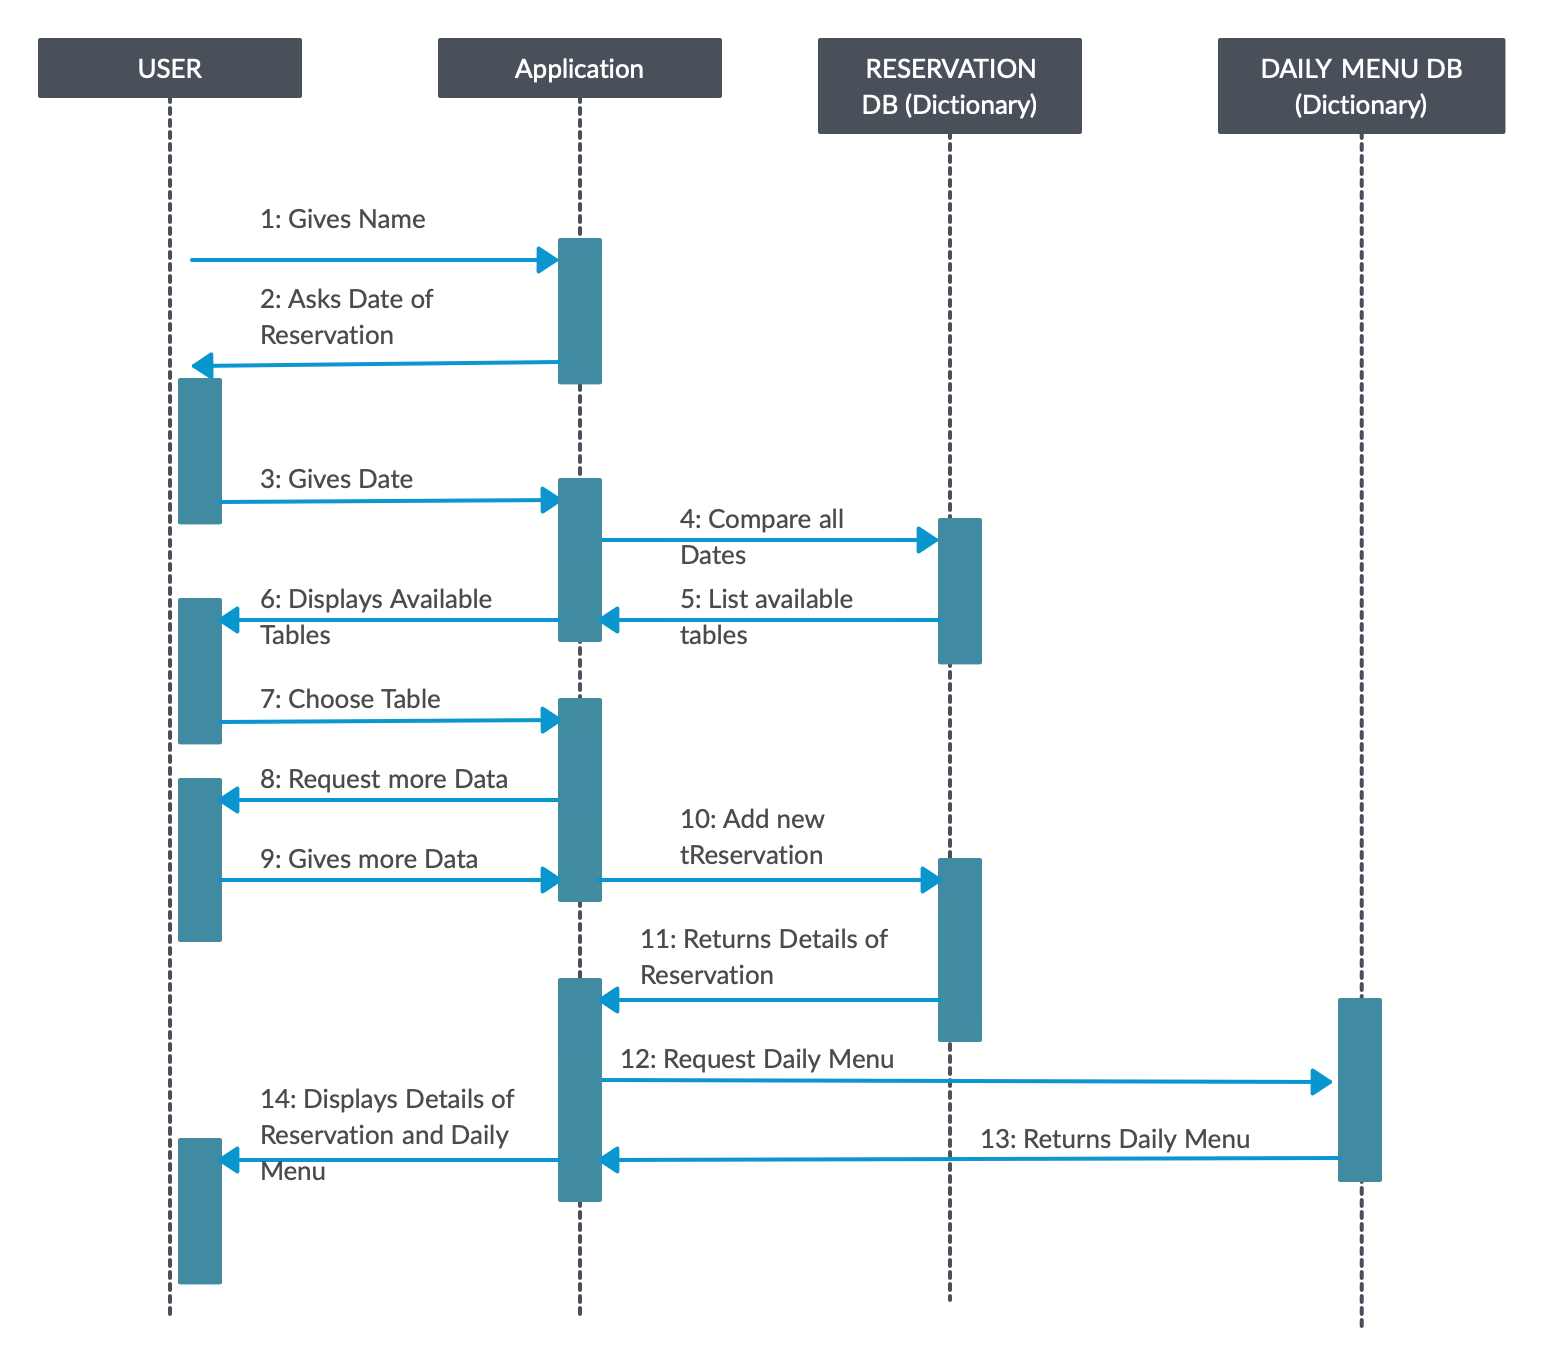 USER
Application
RESERVATION
DB (Dictionary)
DAILY MENU DB
(Dictionary)
1: Gives Name
2: Asks Date of
Reservation
3: Gives Date
4: Compare all
Dates
5: List available
tables
6: Displays Available
Tables
7: Choose Table
8: Request more Data
9: Gives more Data
10: Add new
tReservation
11: Returns Details of
Reservation
12: Request Daily Menu
13: Returns Daily Menu
14: Displays Details of
Reservation and Daily
Menu